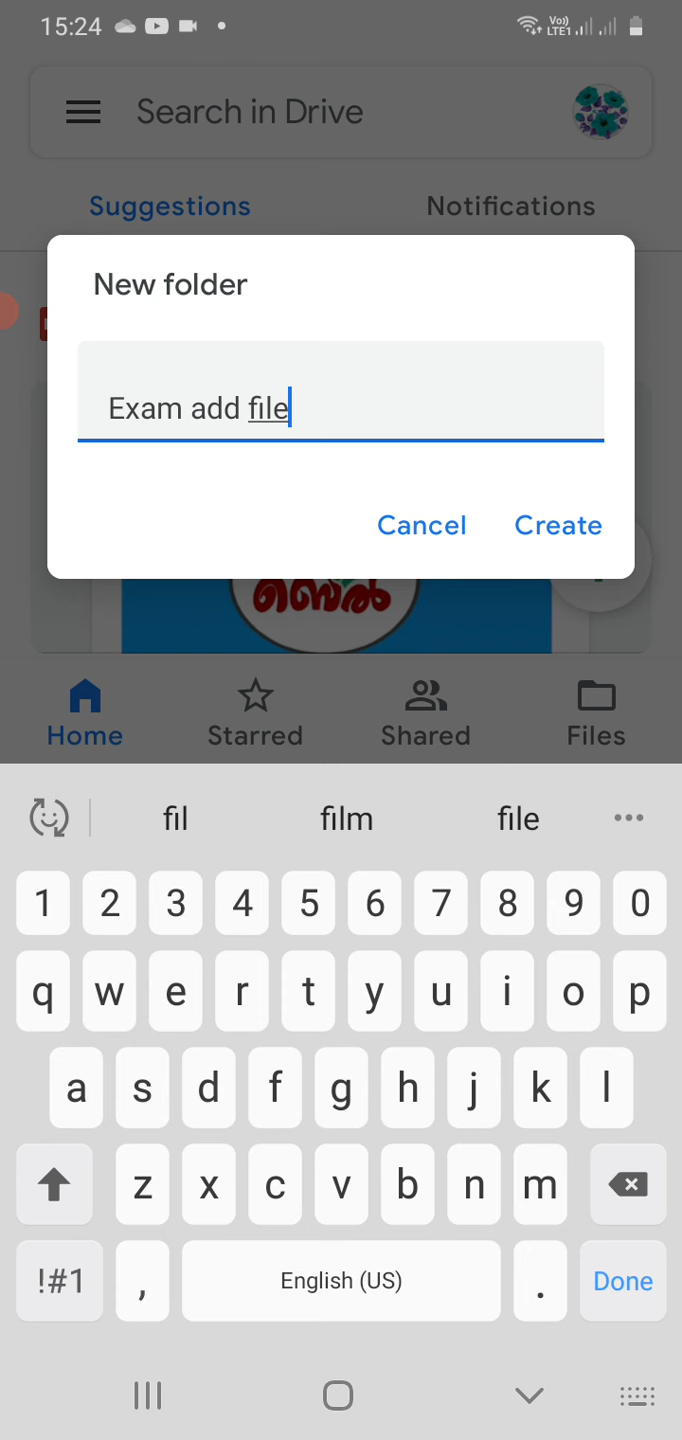 15:24
Vo))
LTE1
Search in Drive
Suggestions
Notifications
New folder
Exam add file
Cancel
Create
ബെൽ
Home
Starred
Shared
Files
fil
film
file
1 2 3 4 5 6 7 8 9 0
q w e r t y u i o p
a s d f g h j k l
z x c v b n m
!#1 , English (US) . Done